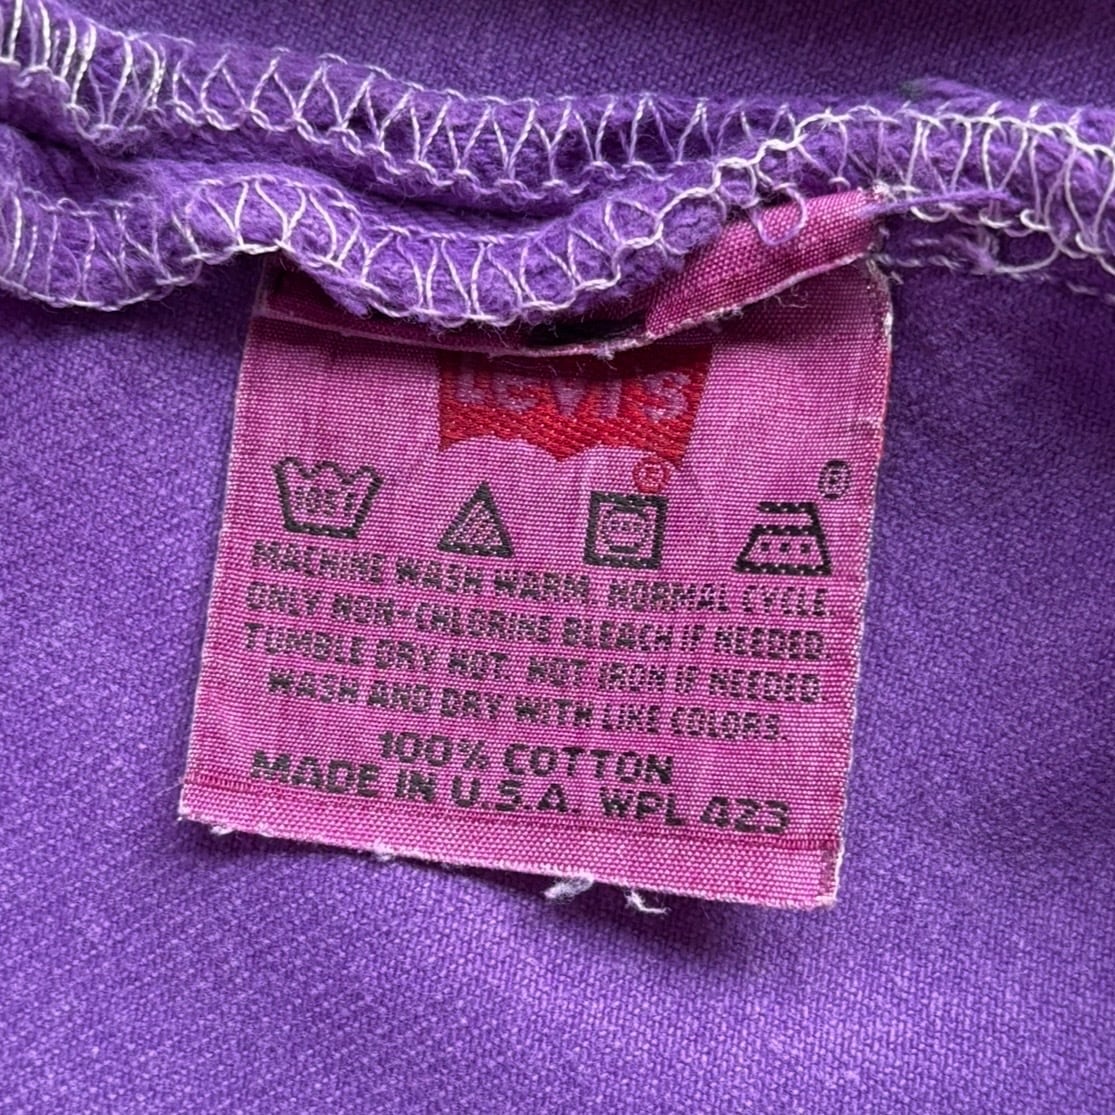 Levi's
®
105F
®
MACHINE WASH WARM. NORMAL CYCLE.
ONLY NON-CHLORINE BLEACH IF NEEDED.
TUMBLE DRY HOT. HOT IRON IF NEEDED.
WASH AND DRY WITH LIKE COLORS.
100% COTTON
MADE IN U.S.A. WPL 423